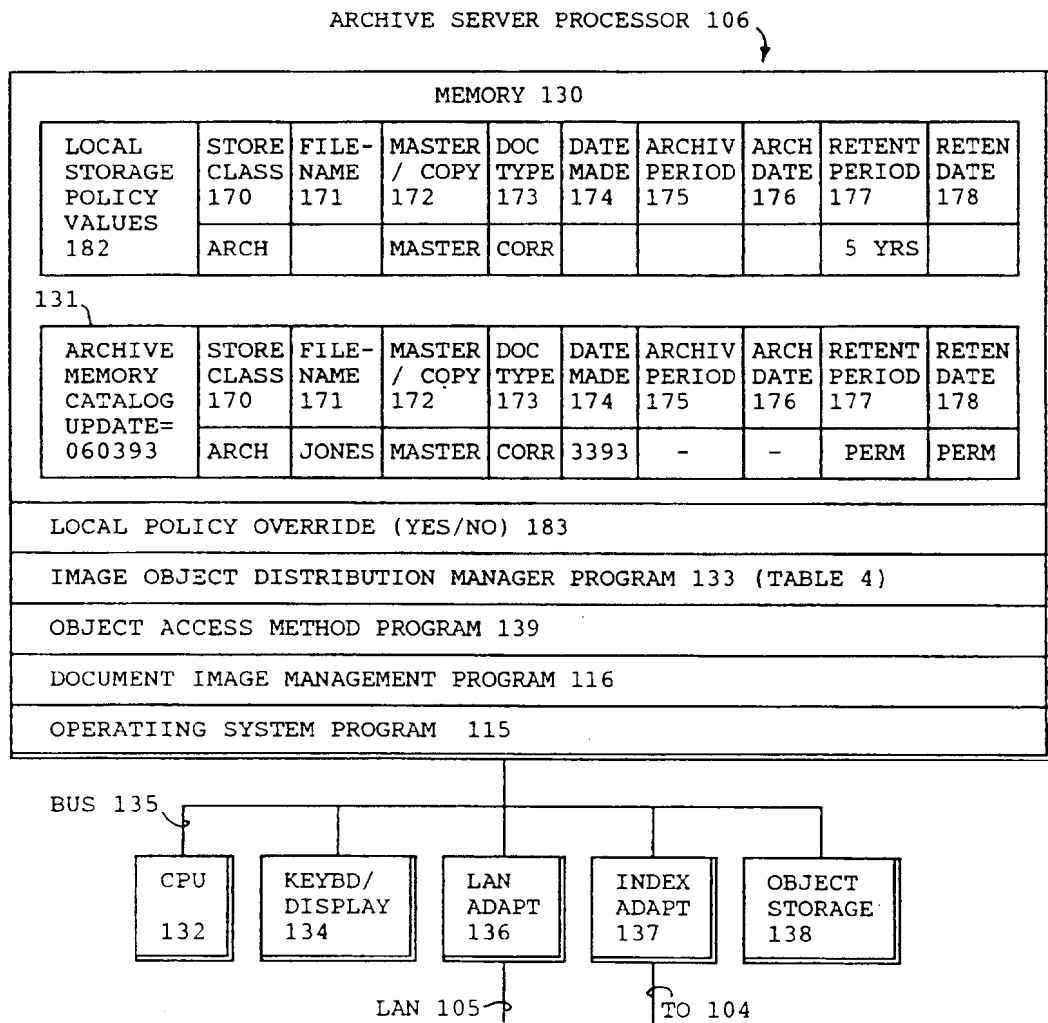 ARCHIVE SERVER PROCESSOR 106
MEMORY 130
LOCAL STORAGE POLICY VALUES 182
STORE CLASS 170
FILE-NAME 171
MASTER / COPY 172
DOC TYPE 173
DATE MADE 174
ARCHIV PERIOD 175
ARCH DATE 176
RETENT PERIOD 177
RETEN DATE 178
ARCH MASTER CORR 5 YRS
131
ARCHIVE MEMORY CATALOG UPDATE= 060393
STORE CLASS 170
FILE-NAME 171
MASTER / COPY 172
DOC TYPE 173
DATE MADE 174
ARCHIV PERIOD 175
ARCH DATE 176
RETENT PERIOD 177
RETEN DATE 178
ARCH JONES MASTER CORR 3393 - - PERM PERM
LOCAL POLICY OVERRIDE (YES/NO) 183
IMAGE OBJECT DISTRIBUTION MANAGER PROGRAM 133 (TABLE 4)
OBJECT ACCESS METHOD PROGRAM 139
DOCUMENT IMAGE MANAGEMENT PROGRAM 116
OPERATIING SYSTEM PROGRAM 115
BUS 135
CPU 132
KEYBD/ DISPLAY 134
LAN ADAPT 136
INDEX ADAPT 137
OBJECT STORAGE 138
LAN 105
TO 104